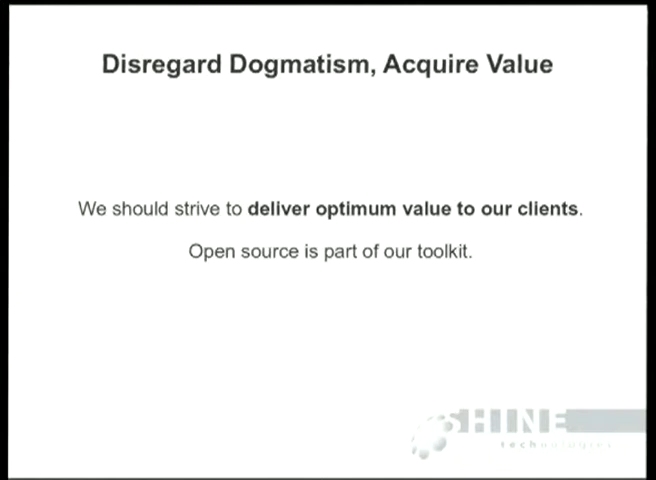 Disregard Dogmatism, Acquire Value
We should strive to deliver optimum value to our clients.
Open source is part of our toolkit.
SHINE
technologies